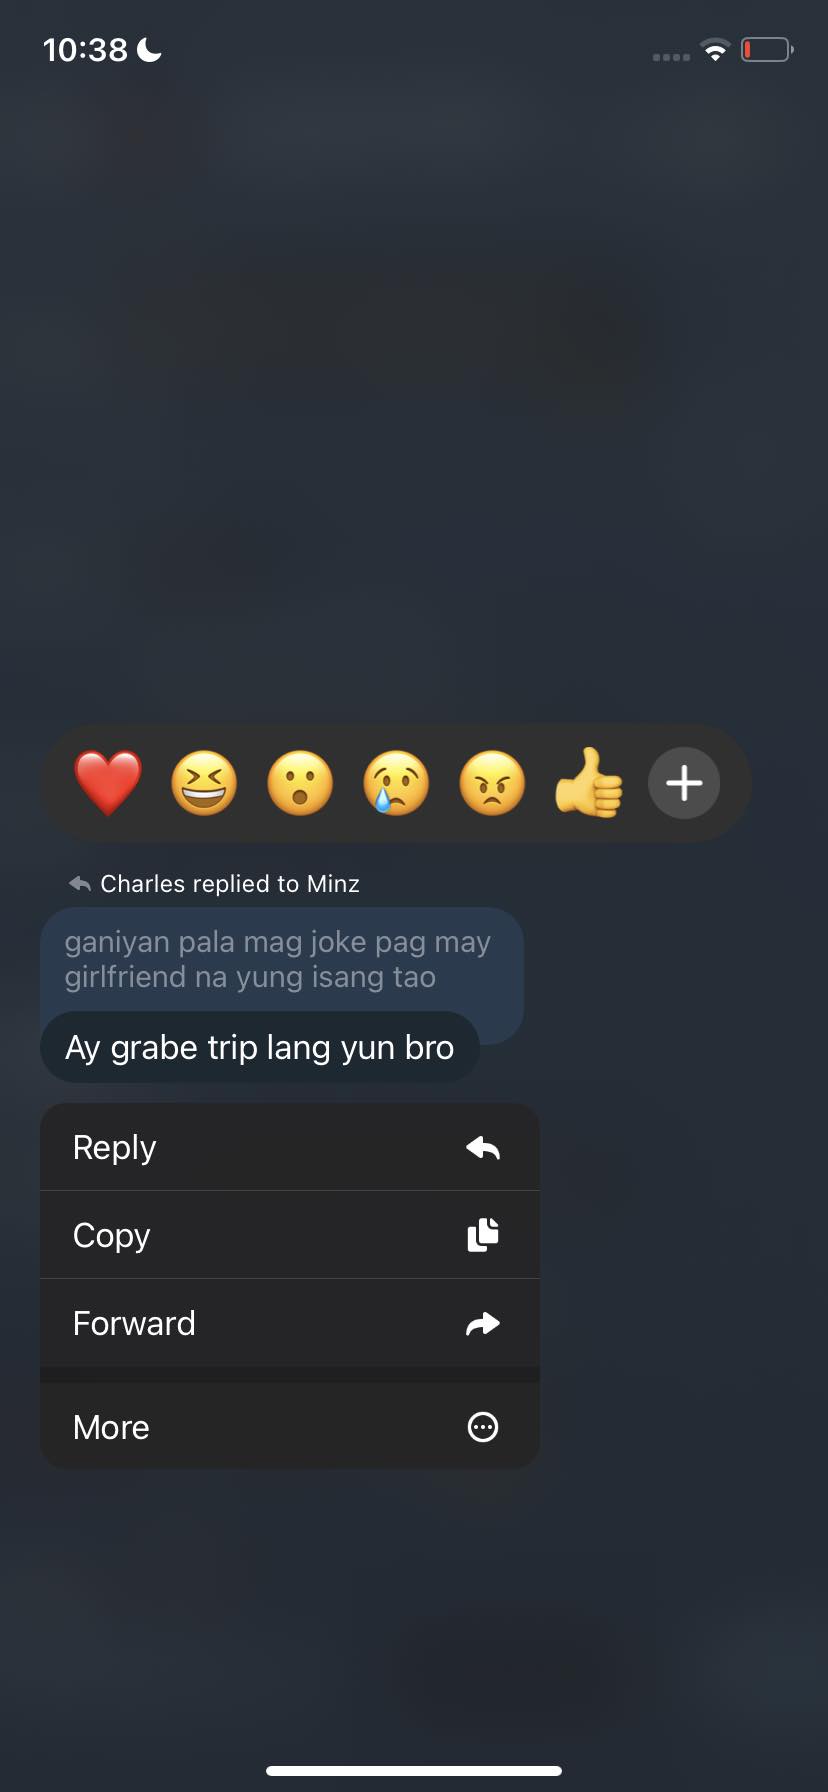 10:38
Charles replied to Minz
ganiyan pala mag joke pag may
girlfriend na yung isang tao
Ay grabe trip lang yun bro
Reply
Copy
Forward
More